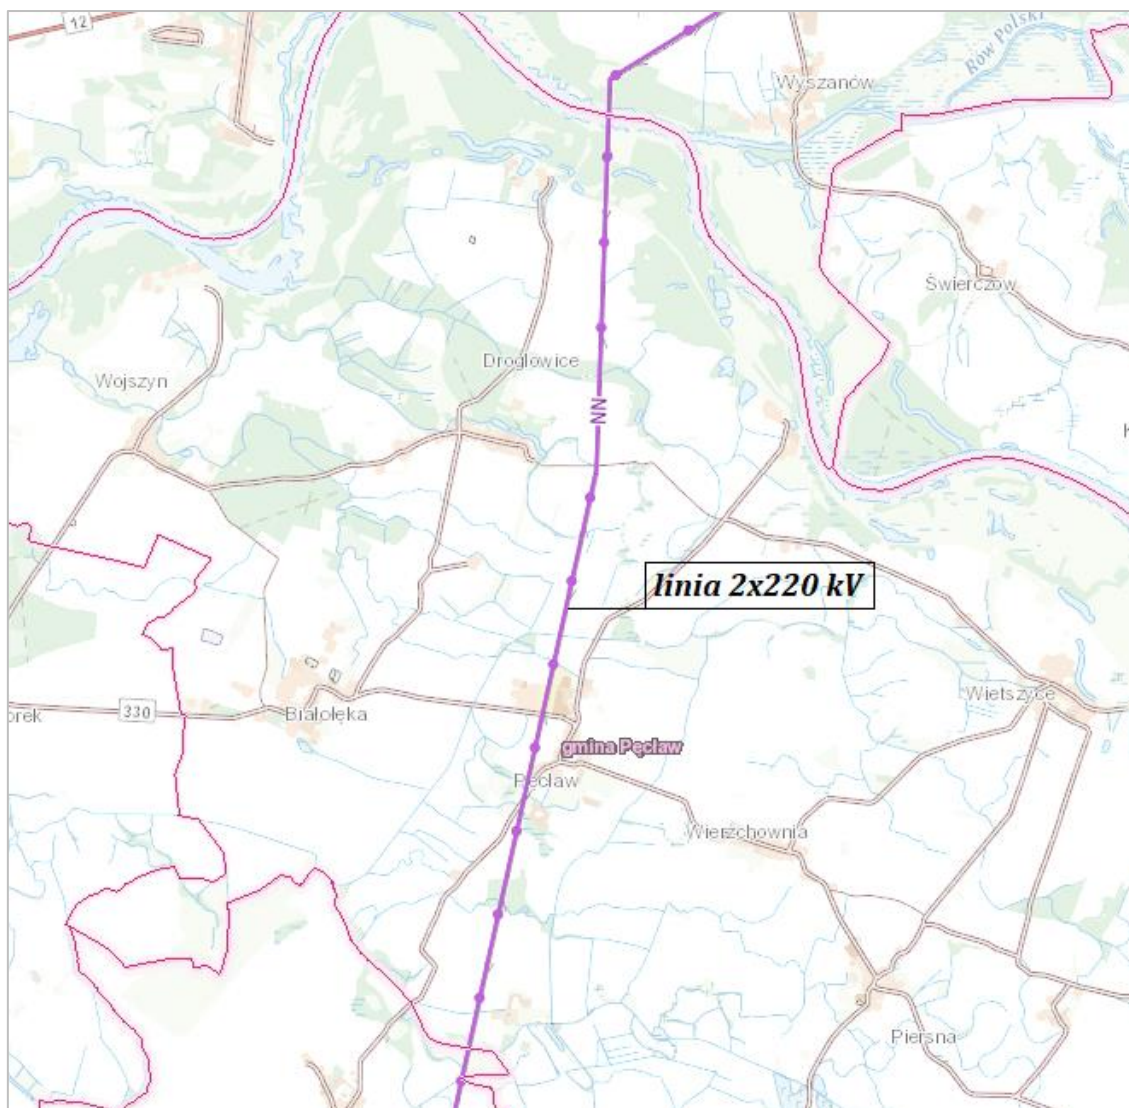 12
Rów Polski
Wyszanów
Świerczów
Droglowice
Wojszyn
NN
K
linia 2x220 kV
Wietszyce
orek
330
Białołęka
gmina Pęcław
Pęcław
Wierzchownia
Piersna